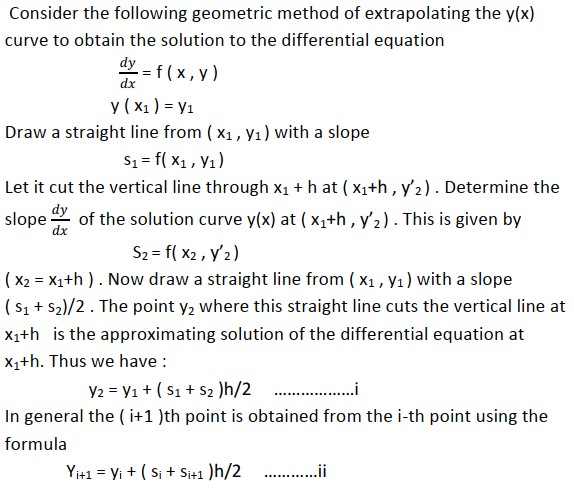 Consider the following geometric method of extrapolating the y(x)
curve to obtain the solution to the differential equation
dy/dx = f ( x , y )
y ( x₁ ) = y₁
Draw a straight line from ( x₁ , y₁ ) with a slope
s₁ = f( x₁ , y₁ )
Let it cut the vertical line through x₁ + h at ( x₁+h , y′₂ ) . Determine the
slope dy/dx of the solution curve y(x) at ( x₁+h , y′₂ ) . This is given by
S₂ = f( x₂ , y′₂ )
( x₂ = x₁+h ) . Now draw a straight line from ( x₁ , y₁ ) with a slope
( s₁ + s₂)/2 . The point y₂ where this straight line cuts the vertical line at
x₁+h is the approximating solution of the differential equation at
x₁+h. Thus we have :
y₂ = y₁ + ( s₁ + s₂ )h/2 ...................i
In general the ( i+1 )th point is obtained from the i-th point using the
formula
Yᵢ₊₁ = yᵢ + ( sᵢ + sᵢ₊₁ )h/2 .............ii